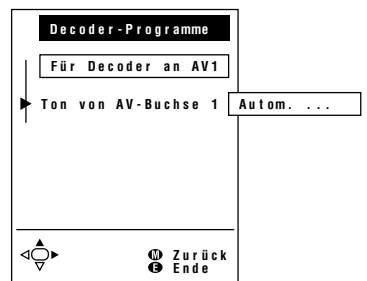 Decoder-Programme
Für Decoder an AV1
Ton von AV-Buchse 1 Autom. ...
M Zurück
E Ende